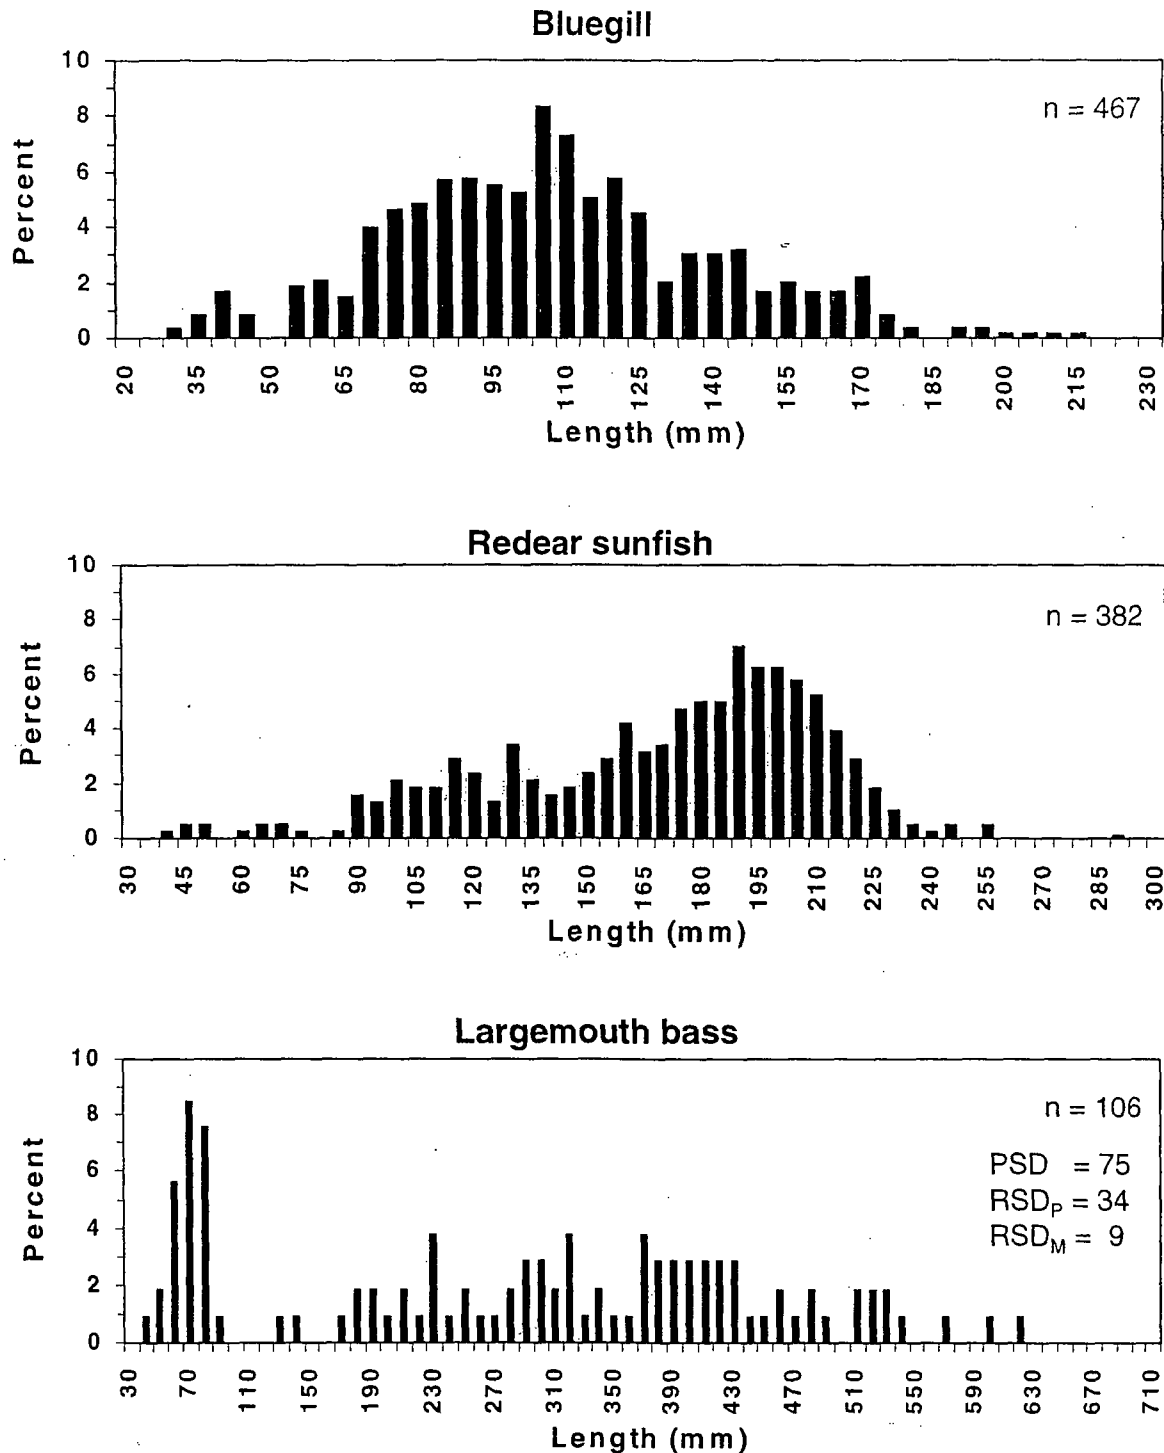 Bluegill
10
n = 467
8
6
4
2
0
Percent
20 35 50 65 80 95 110 125 140 155 170 185 200 215 230
Length (mm)
Redear sunfish
10
n = 382
8
6
4
2
0
Percent
30 45 60 75 90 105 120 135 150 165 180 195 210 225 240 255 270 285 300
Length (mm)
Largemouth bass
10
n = 106
8
PSD = 75
RSDP = 34
6
RSDM = 9
4
2
0
Percent
30 70 110 150 190 230 270 310 350 390 430 470 510 550 590 630 670 710
Length (mm)